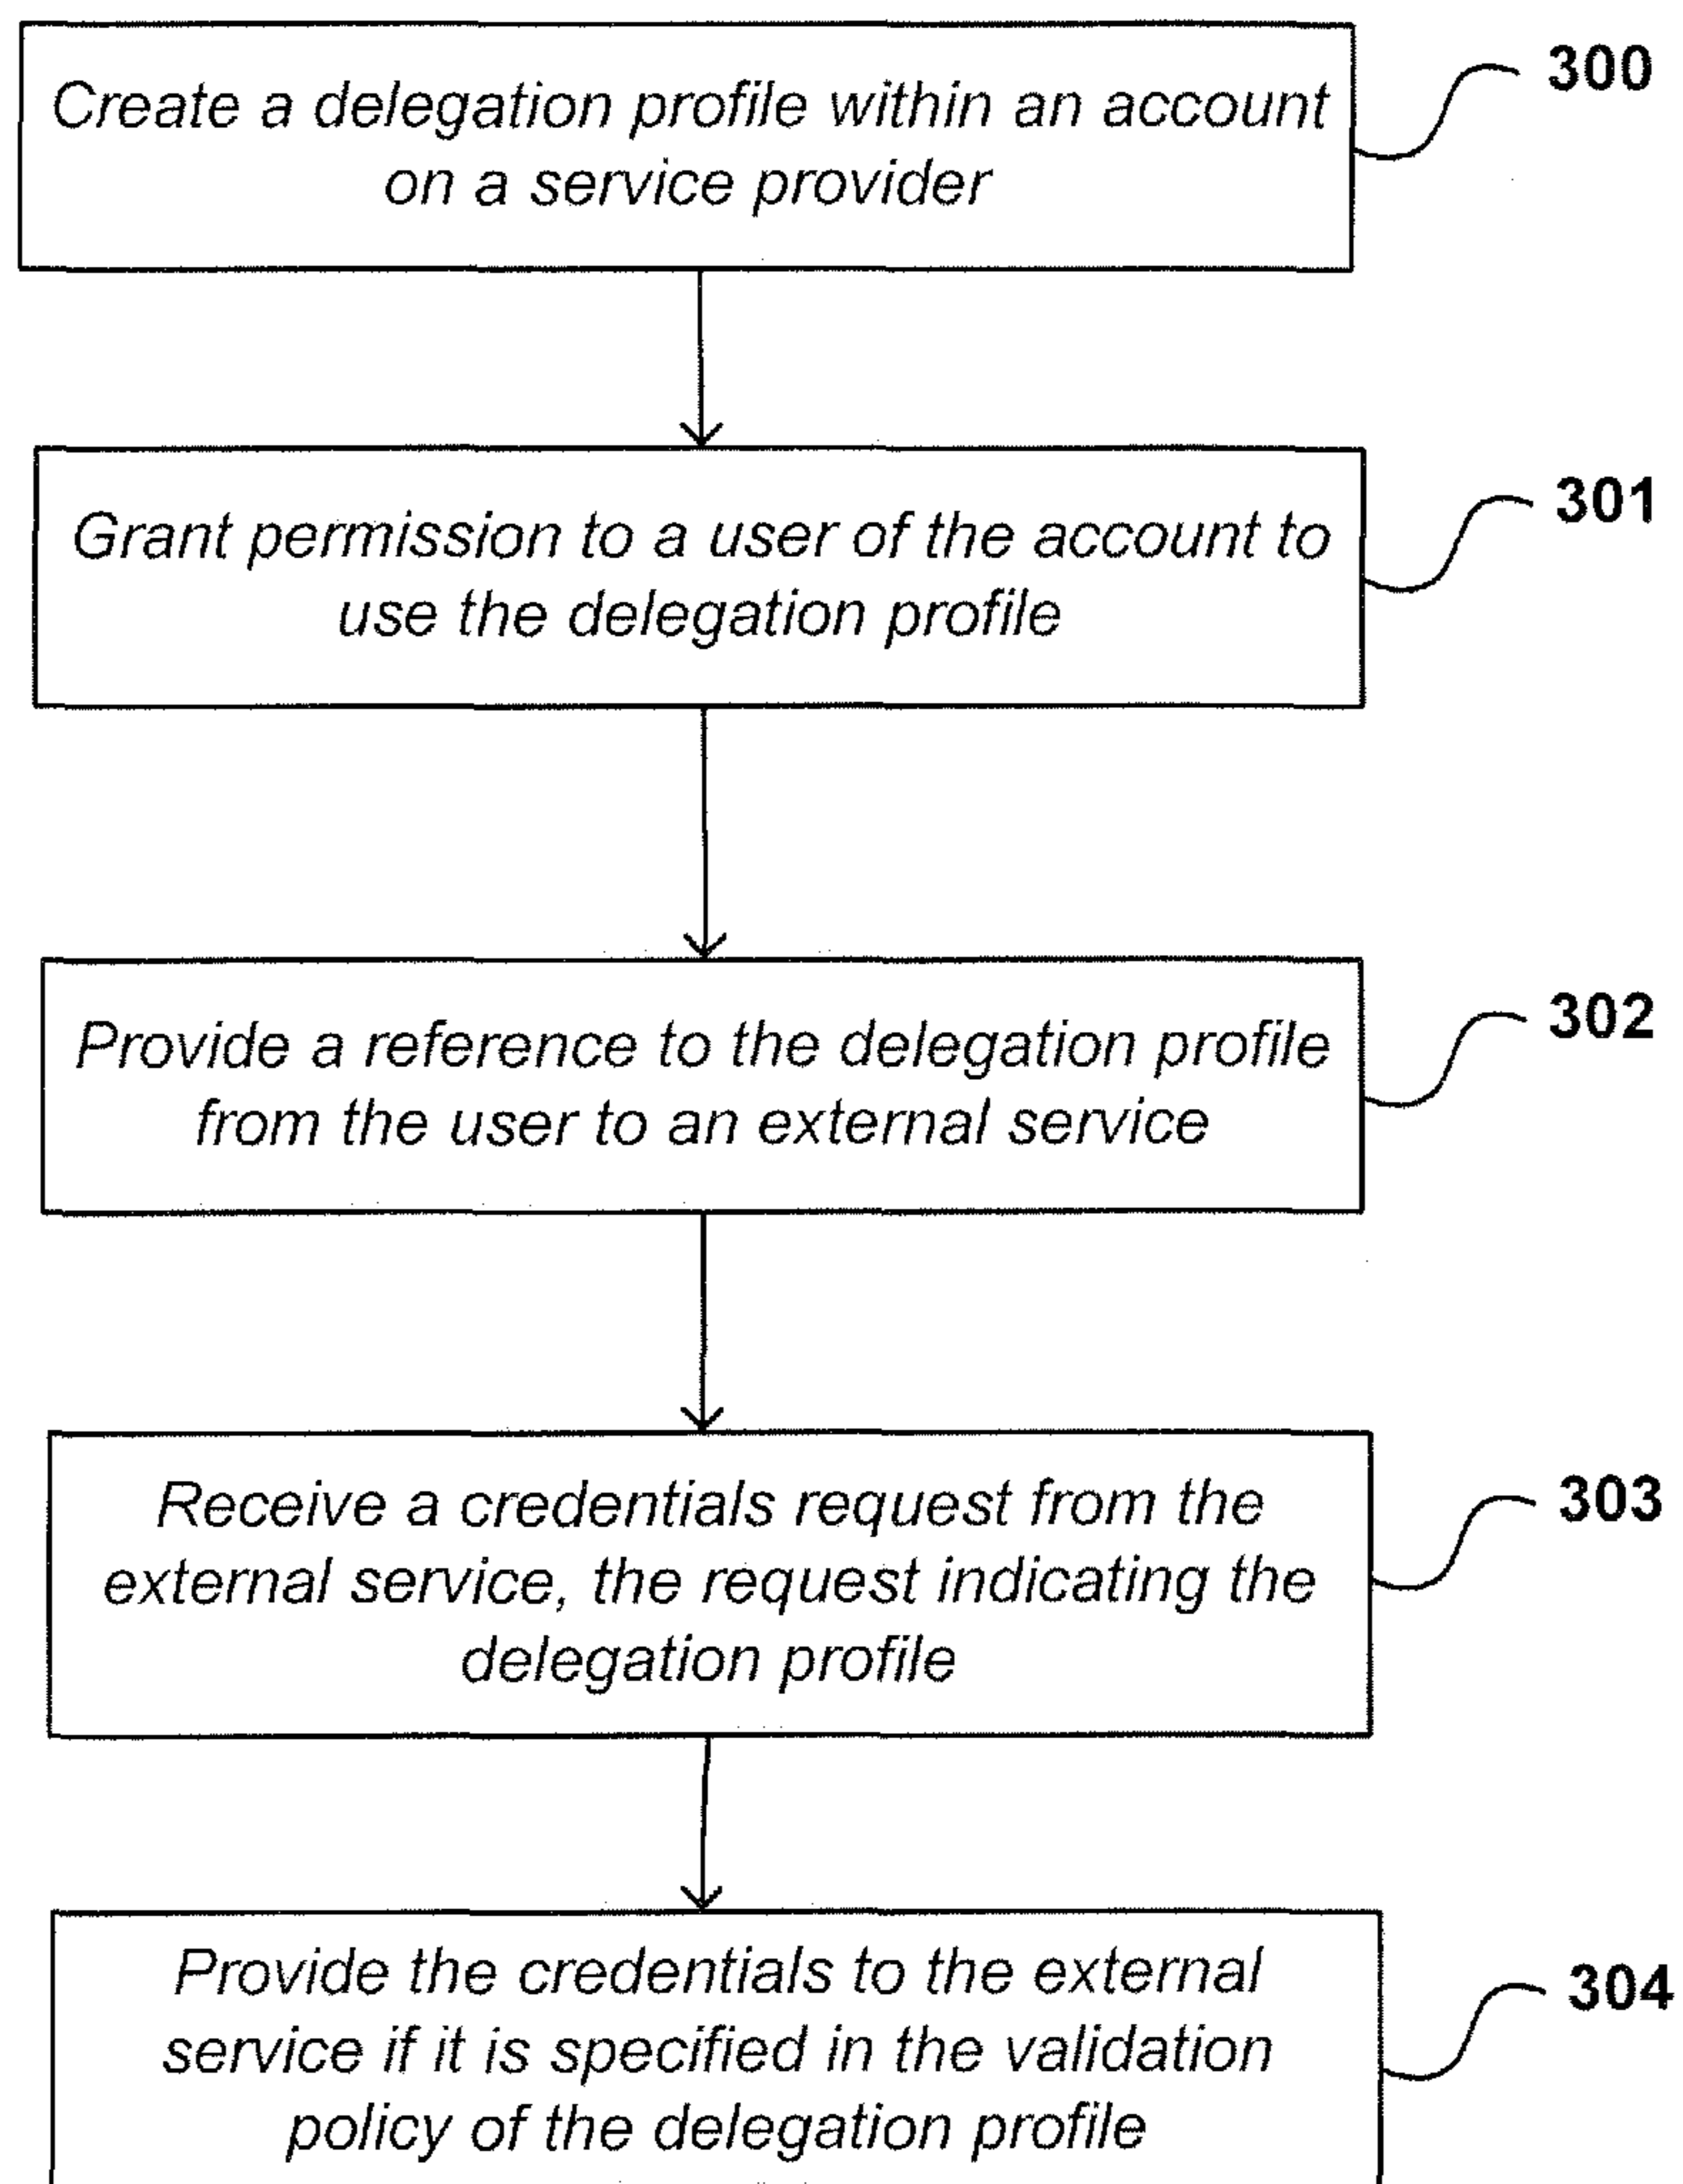 Create a delegation profile within an account
on a service provider
300
Grant permission to a user of the account to
use the delegation profile
301
Provide a reference to the delegation profile
from the user to an external service
302
Receive a credentials request from the
external service, the request indicating the
delegation profile
303
Provide the credentials to the external
service if it is specified in the validation
policy of the delegation profile
304